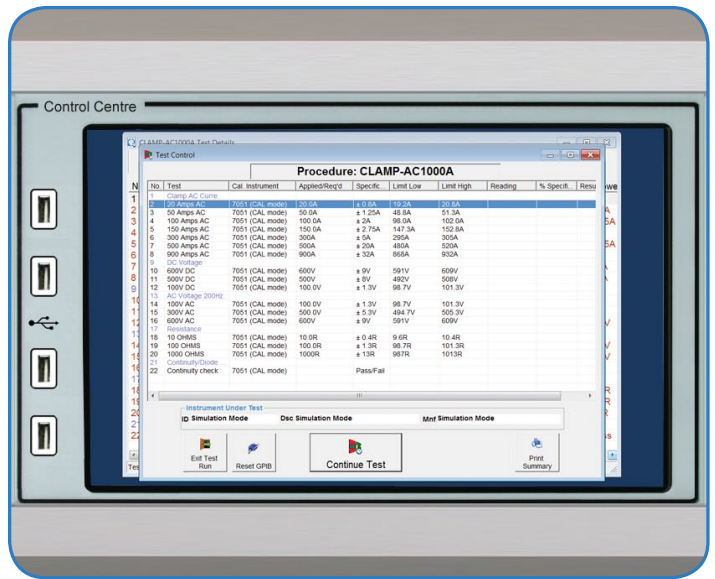 Control Centre
CLAMP-AC1000A Test Details
Test Control
Procedure: CLAMP-AC1000A
No. Test Cal. Instrument Applied/Req'd Specific... Limt Low Limt High Reading % Specifi... Resu
1 Clamp AC Curre
2 20 Amps AC 7051 (CAL mode) 20.0A ± 0.8A 19.2A 20.8A
3 50 Amps AC 7051 (CAL mode) 50.0A ± 1.25A 48.8A 51.3A
4 100 Amps AC 7051 (CAL mode) 100.0A ± 2A 98.0A 102.0A
5 150 Amps AC 7051 (CAL mode) 150.0A ± 2.75A 147.3A 152.8A
6 300 Amps AC 7051 (CAL mode) 300A ± 5A 295A 305A
7 500 Amps AC 7051 (CAL mode) 500A ± 20A 480A 520A
8 900 Amps AC 7051 (CAL mode) 900A ± 32A 868A 932A
9 DC Voltage
10 600V DC 7051 (CAL mode) 600V ± 9V 591V 609V
11 500V DC 7051 (CAL mode) 500V ± 8V 492V 508V
12 100V DC 7051 (CAL mode) 100.0V ± 1.3V 98.7V 101.3V
13 AC Voltage 200Hz
14 100V AC 7051 (CAL mode) 100.0V ± 1.3V 98.7V 101.3V
15 300V AC 7051 (CAL mode) 500.0V ± 5.3V 494.7V 505.3V
16 600V AC 7051 (CAL mode) 600V ± 9V 591V 609V
17 Resistance
18 10 OHMS 7051 (CAL mode) 10.0R ± 0.4R 9.6R 10.4R
19 100 OHMS 7051 (CAL mode) 100.0R ± 1.3R 98.7R 101.3R
20 1000 OHMS 7051 (CAL mode) 1000R ± 13R 987R 1013R
21 Continuity/Diode
22 Continuity check 7051 (CAL mode) Pass/Fail
Instrument Under Test
ID Simulation Mode Dsc Simulation Mode Mnf Simulation Mode
Exit Test Run
Reset GPIB
Continue Test
Print Summary